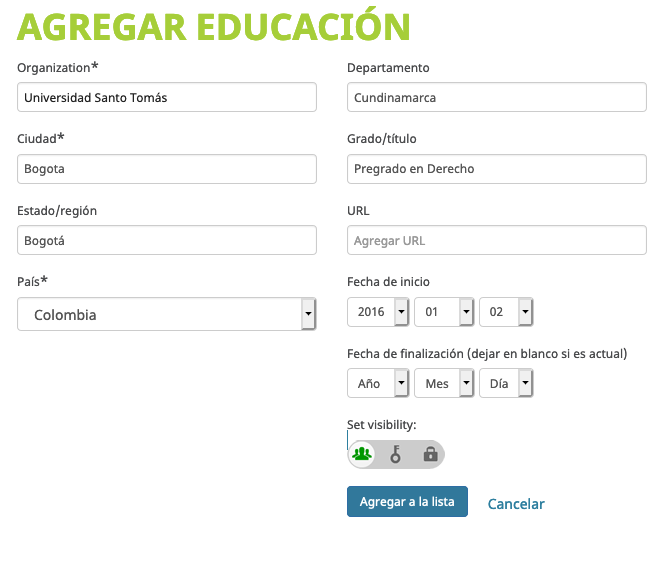 AGREGAR EDUCACIÓN
Organization*
Universidad Santo Tomás
Ciudad*
Bogota
Estado/región
Bogotá
País*
Colombia
Departamento
Cundinamarca
Grado/título
Pregrado en Derecho
URL
Agregar URL
Fecha de inicio
2016 01 02
Fecha de finalización (dejar en blanco si es actual)
Año Mes Día
Set visibility:
Agregar a la lista Cancelar